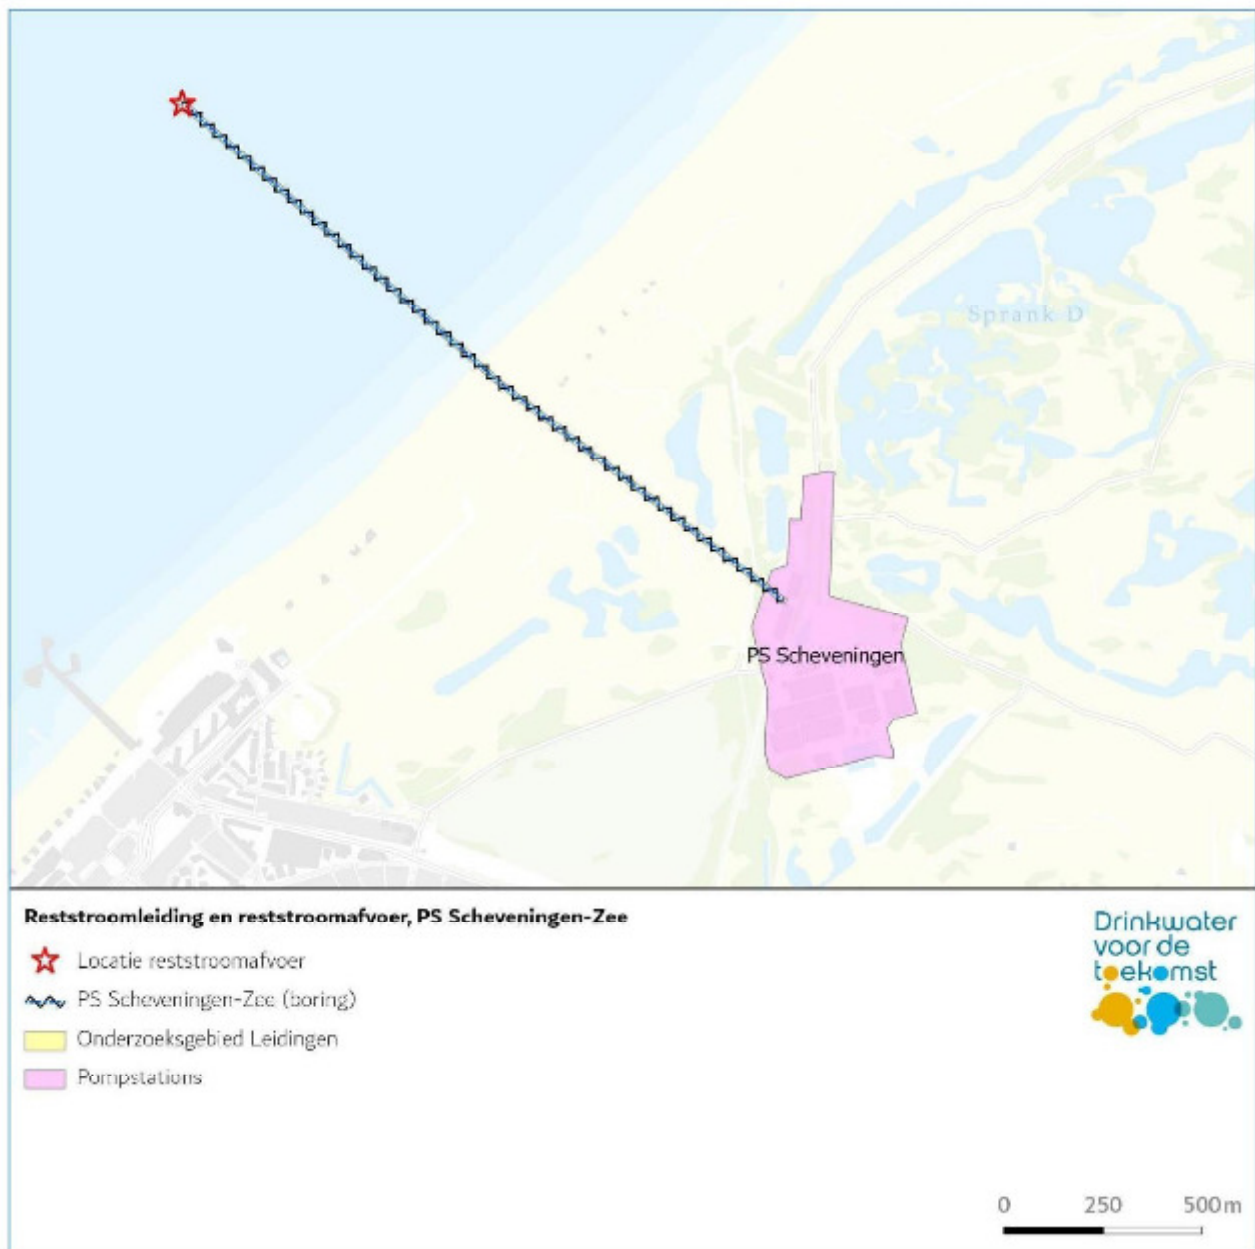 Sprank D
PS Scheveningen
Reststroomleiding en reststroomafvoer, PS Scheveningen-Zee
Locatie reststroomafvoer
PS Scheveningen-Zee (boring)
Onderzoeksgebied Leidingen
Pompstations
Drinkwater
voor de
toekomst
0 250 500m